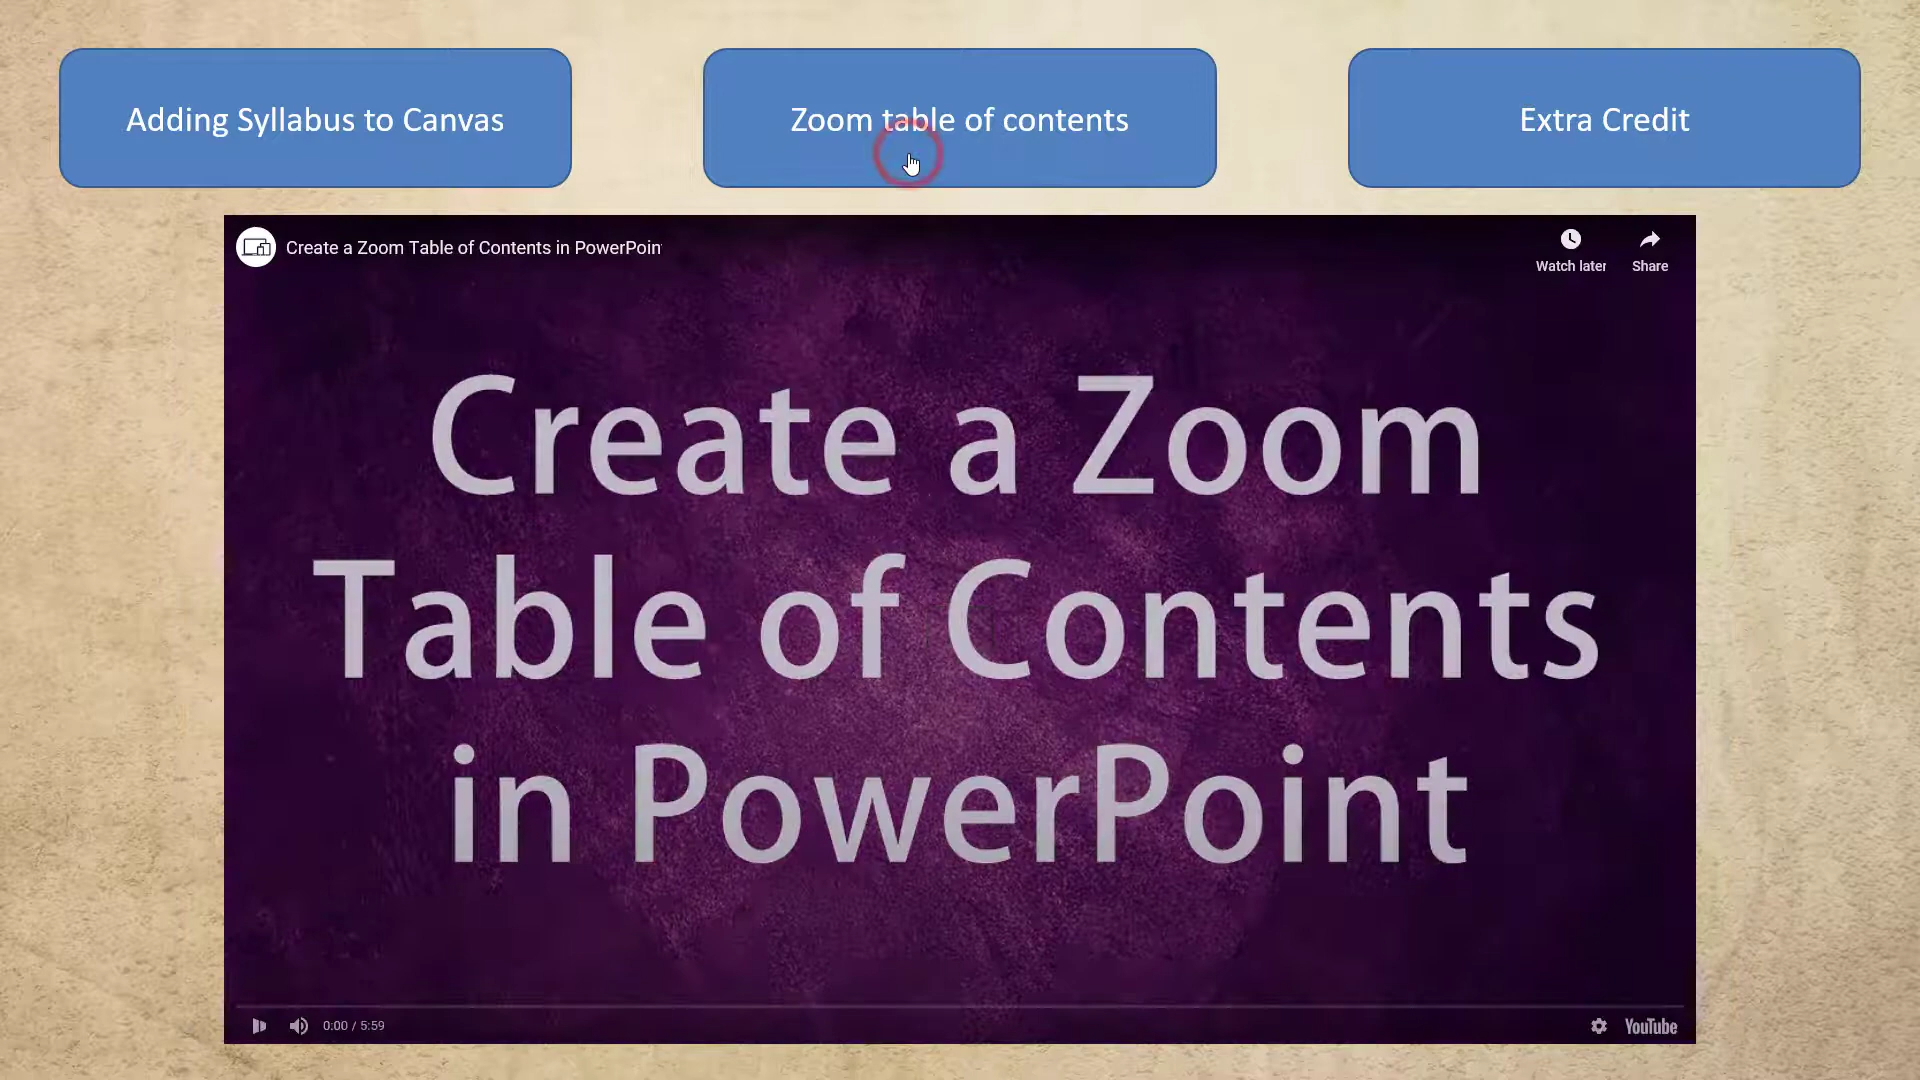 Adding Syllabus to Canvas
Zoom table of contents
Extra Credit
Create a Zoom Table of Contents in PowerPoin
Watch later
Share
Create a Zoom
Table of Contents
in PowerPoint
0:00 / 5:59
YouTube